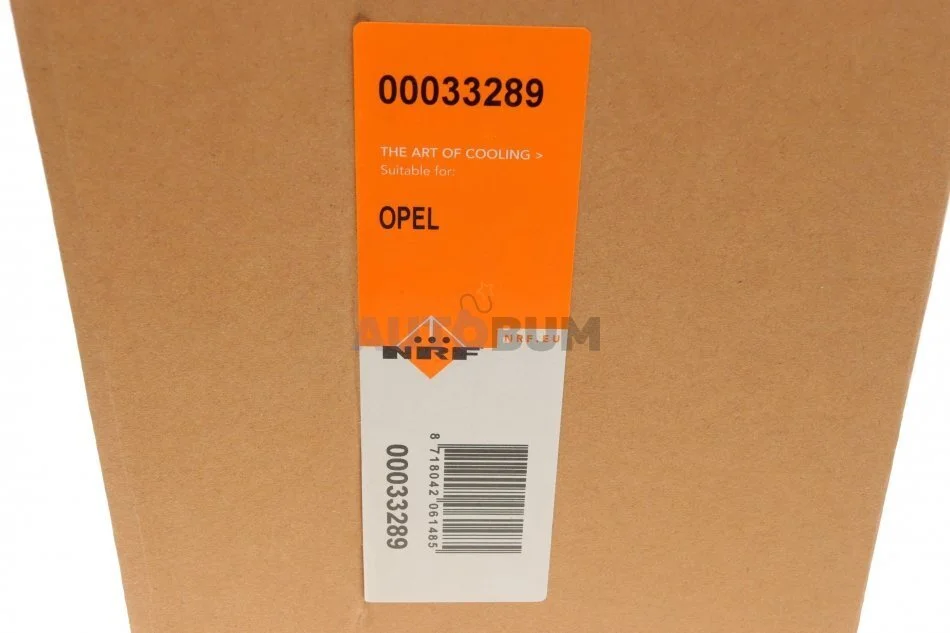 00033289
THE ART OF COOLING >
Suitable for:
OPEL
AUTOBUM
NRF.EU
NRF
00033289
8 718042 061485